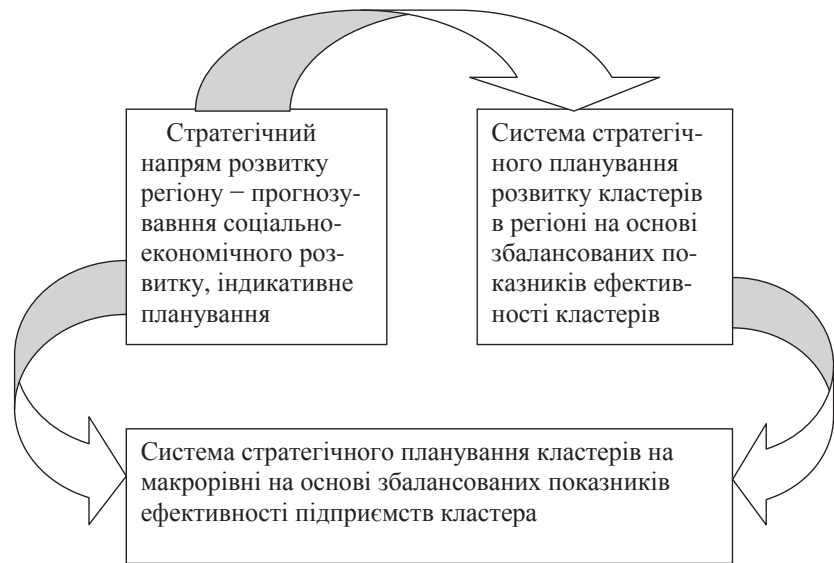 Стратегічний
напрям розвитку
регіону − прогнозу-
вавння соціально-
економічного роз-
витку, індикативне
планування
Система стратегіч-
ного планування
розвитку кластерів
в регіоні на основі
збалансованих по-
казників ефектив-
ності кластерів
Система стратегічного планування кластерів на
макрорівні на основі збалансованих показників
ефективності підприємств кластера